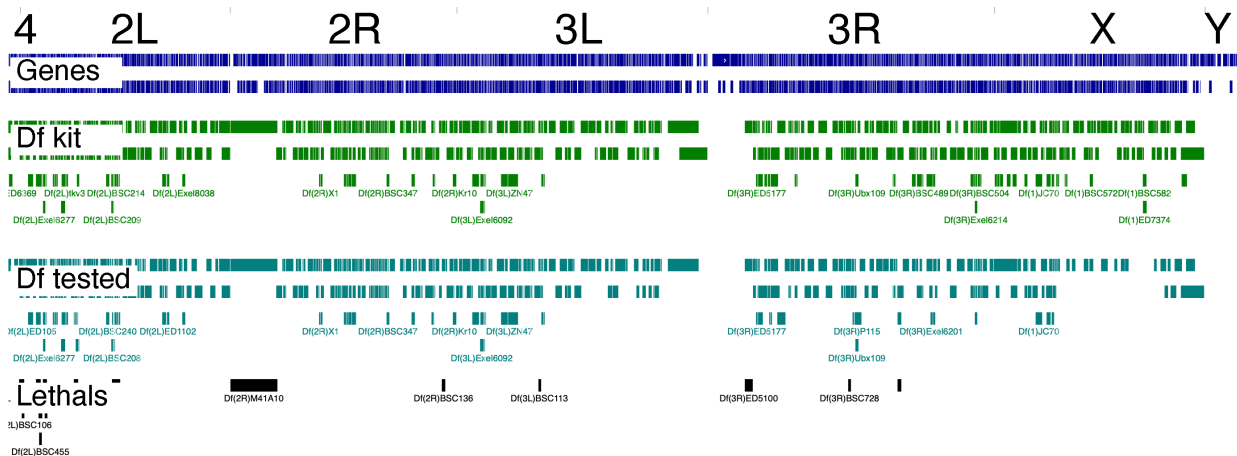 4 2L 2R 3L 3R X Y
Genes
Df kit
ED6369 Df(2L)tkv3 Df(2L)BSC214 Df(2L)Exel8038 Df(2R)X1 Df(2R)BSC347 Df(2R)Kr10 Df(3L)ZN47 Df(3R)ED5177 Df(3R)Ubx109 Df(3R)BSC489 Df(3R)BSC504 Df(1)JC70 Df(1)BSC572 Df(1)BSC582
Df(2L)Exel6277 Df(2L)BSC209 Df(3L)Exel6092 Df(3R)Exel6214 Df(1)ED7374
Df tested
Df(2L)ED105 Df(2L)BSC240 Df(2L)ED1102 Df(2R)X1 Df(2R)BSC347 Df(2R)Kr10 Df(3L)ZN47 Df(3R)ED5177 Df(3R)P115 Df(3R)Exel6201 Df(1)JC70
Df(2L)Exel6277 Df(2L)BSC208 Df(3L)Exel6092 Df(3R)Ubx109
Lethals
Df(2R)M41A10 Df(2R)BSC136 Df(3L)BSC113 Df(3R)ED5100 Df(3R)BSC728
2L)BSC106
Df(2L)BSC455